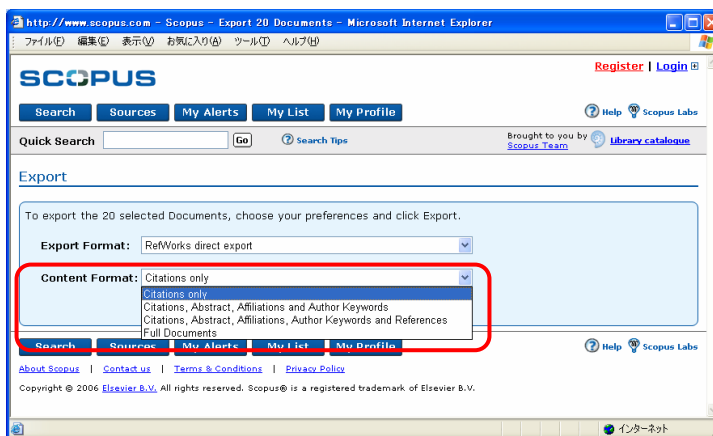 http://www.scopus.com - Scopus - Export 20 Documents - Microsoft Internet Explorer
ファイル(F) 編集(E) 表示(V) お気に入り(A) ツール(T) ヘルプ(H)
Register | Login
SCOPUS
Search Sources My Alerts My List My Profile Help Scopus Labs
Quick Search Go Search Tips Brought to you by Scopus Team Library catalogue
Export
To export the 20 selected Documents, choose your preferences and click Export.
Export Format: RefWorks direct export
Content Format: Citations only
Citations only
Citations, Abstract, Affiliations and Author Keywords
Citations, Abstract, Affiliations, Author Keywords and References
Full Documents
Search Sources My Alerts My List My Profile Help Scopus Labs
About Scopus | Contact us | Terms & Conditions | Privacy Policy
Copyright © 2006 Elsevier B.V. All rights reserved. Scopus® is a registered trademark of Elsevier B.V.
インターネット